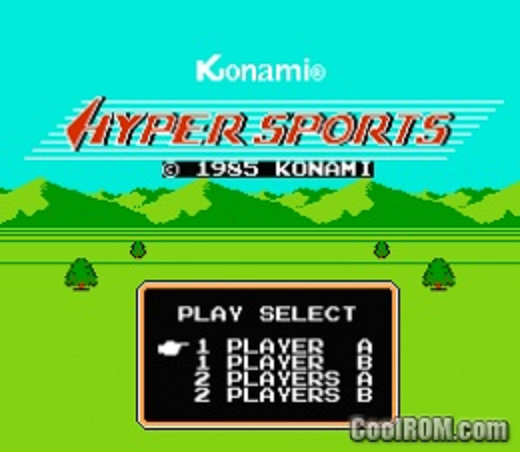 Konami®
HYPER SPORTS
© 1985 KONAMI
PLAY SELECT
1 PLAYER A
1 PLAYER B
2 PLAYERS A
2 PLAYERS B
CoolROM.com